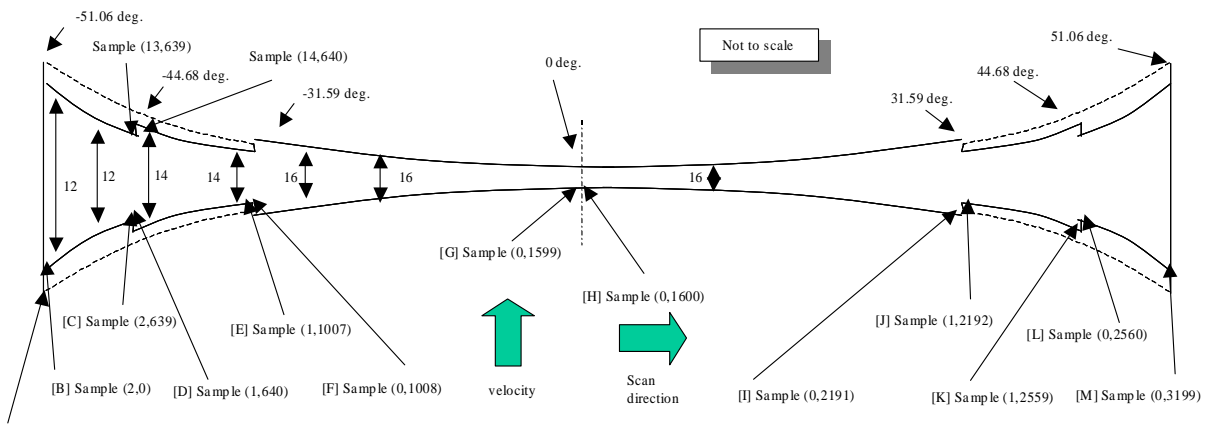 -51.06 deg.
Sample (13,639)
Sample (14,640)
-44.68 deg.
-31.59 deg.
0 deg.
Not to scale
51.06 deg.
44.68 deg.
31.59 deg.
12
12
14
14
16
16
16
[G] Sample (0,1599)
[H] Sample (0,1600)
[C] Sample (2,639)
[E] Sample (1,1007)
[J] Sample (1,2192)
[L] Sample (0,2560)
[B] Sample (2,0)
[D] Sample (1,640)
[F] Sample (0,1008)
velocity
Scan
direction
[I] Sample (0,2191)
[K] Sample (1,2559)
[M] Sample (0,3199)